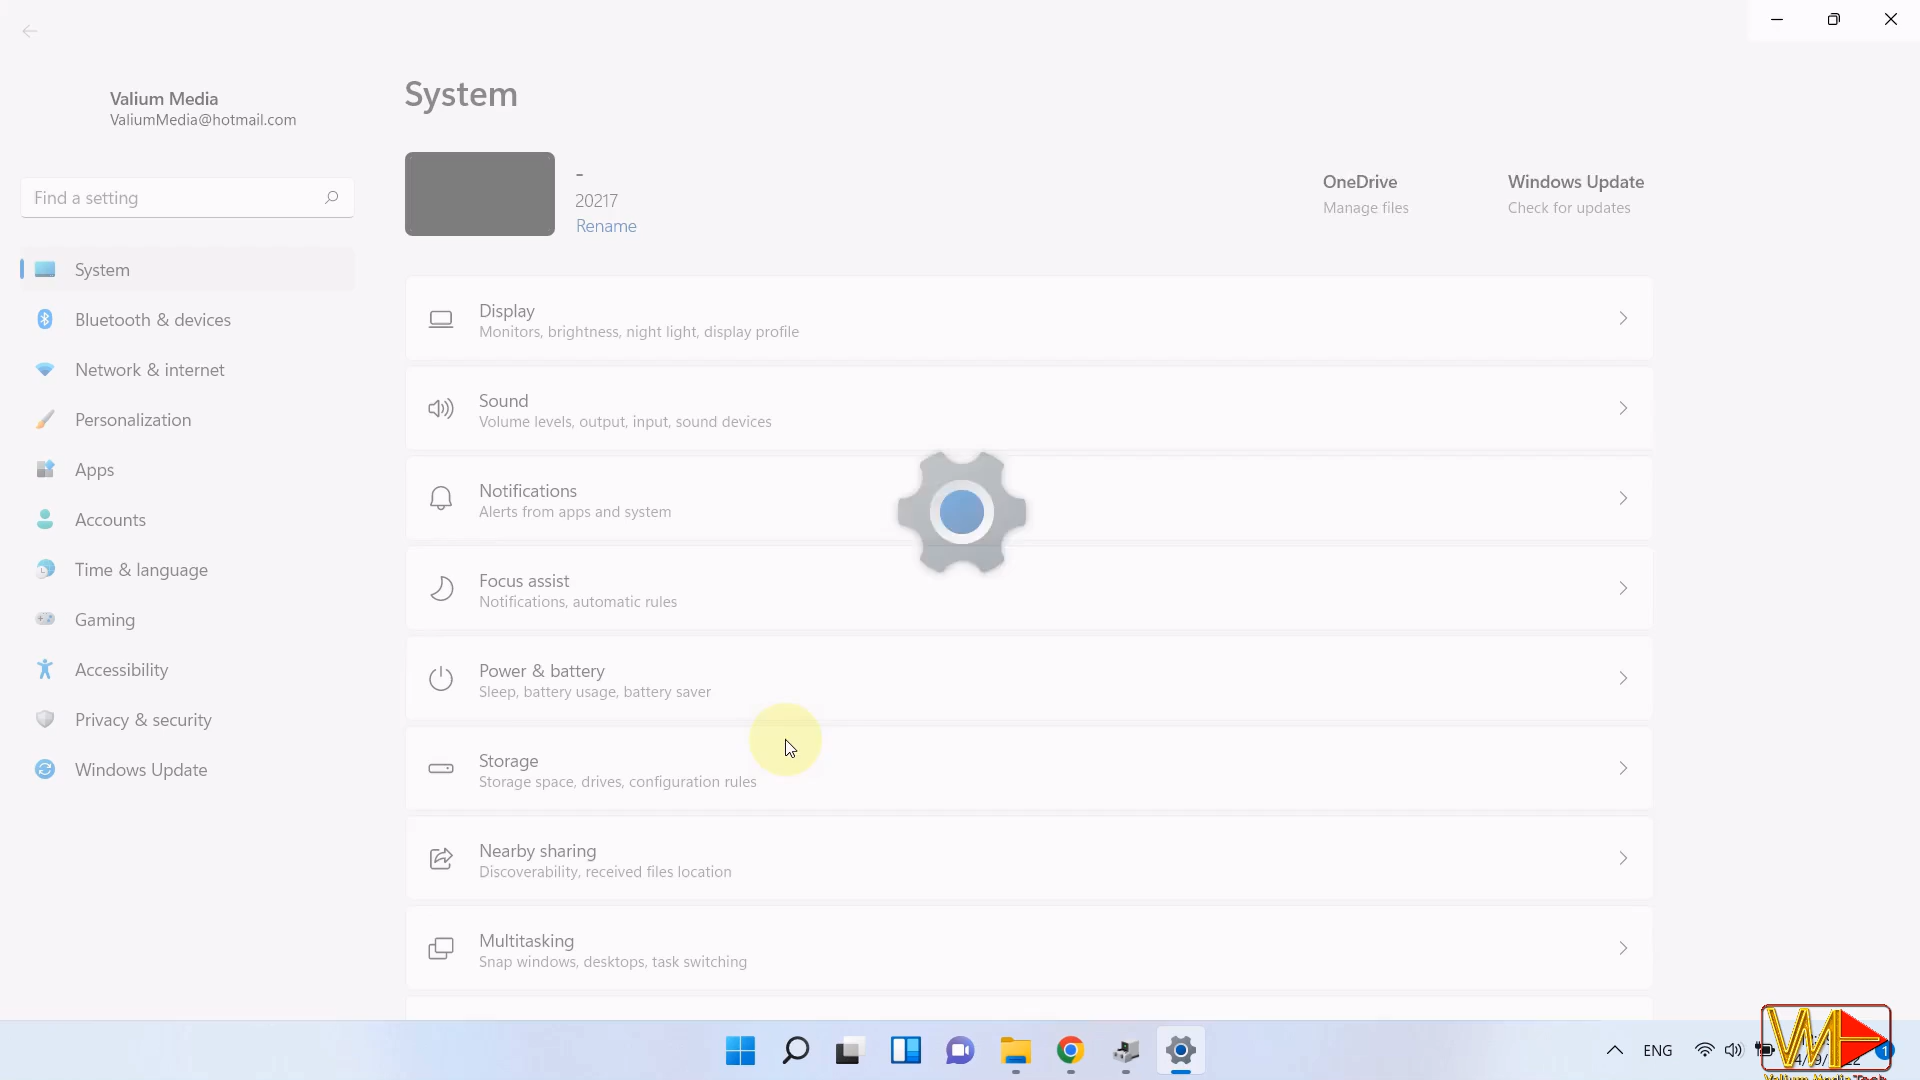 Valium Media
ValiumMedia@hotmail.com
Find a setting
System
Bluetooth & devices
Network & internet
Personalization
Apps
Accounts
Time & language
Gaming
Accessibility
Privacy & security
Windows Update
System
-
20217
Rename
OneDrive
Manage files
Windows Update
Check for updates
Display
Monitors, brightness, night light, display profile
Sound
Volume levels, output, input, sound devices
Notifications
Alerts from apps and system
Focus assist
Notifications, automatic rules
Power & battery
Sleep, battery usage, battery saver
Storage
Storage space, drives, configuration rules
Nearby sharing
Discoverability, received files location
Multitasking
Snap windows, desktops, task switching
ENG
1
Valium Media Tech